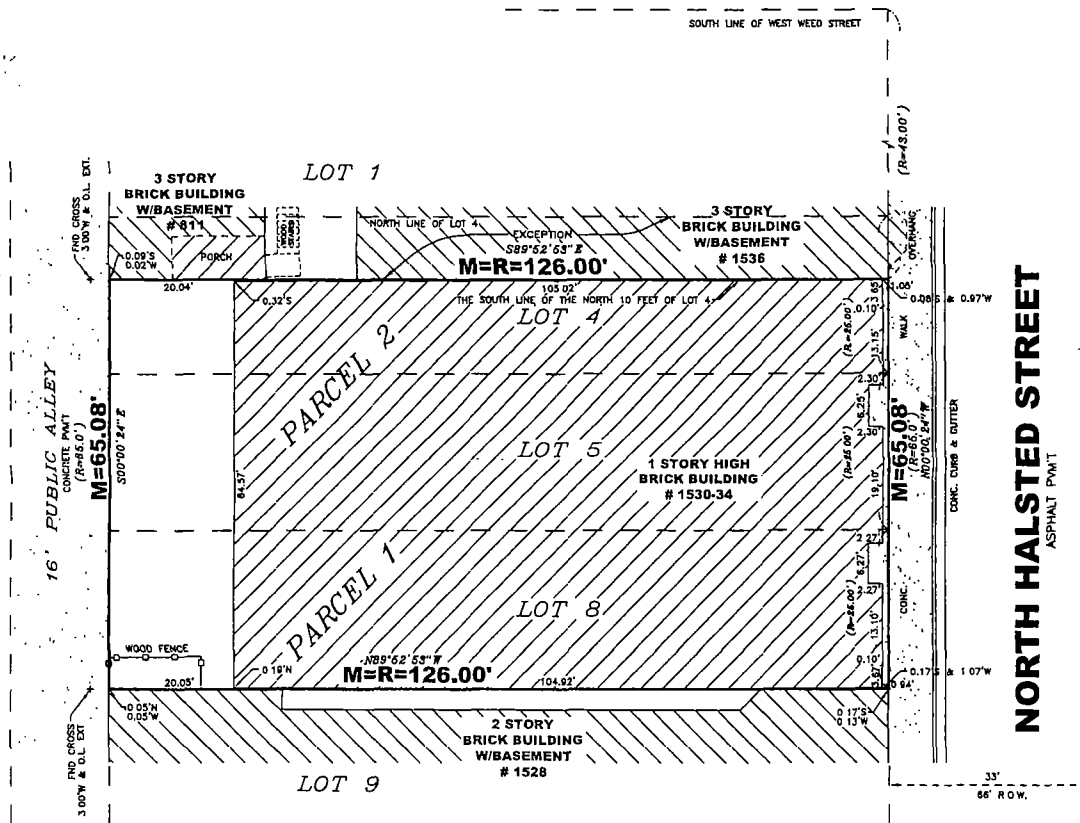 SOUTH LINE OF WEST WEED STREET
(R=43.00')
FND CROSS
3.00'W & O.L. EXT.
3 STORY
BRICK BUILDING
W/BASEMENT
# 811
LOT 1
WOOD
STAIRS
PORCH
0.09'S
0.02'W
NORTH LINE OF LOT 4
EXCEPTION
S89°52'53"E
M=R=126.00'
3 STORY
BRICK BUILDING
W/BASEMENT
# 1536
OVERHANG
20.04'
0.32'S
105.02'
THE SOUTH LINE OF THE NORTH 10 FEET OF LOT 4
LOT 4
3.65'
1.06'
0.08'S & 0.97'W
0.10'
(R=25.00')
13.15'
WALK
PARCEL 2
2.30'
6.25'
2.30'
16' PUBLIC ALLEY
CONCRETE PVM'T
(R=65.0')
M=65.08'
S00°00'24"E
64.57'
LOT 5
1 STORY HIGH
BRICK BUILDING
# 1530-34
(R=25.00')
19.10'
M=65.08'
(R=65.0')
N00°00'24"W
CONC. CURB & GUTTER
NORTH HALSTED STREET
ASPHALT PVM'T
2.27'
6.27'
2.27'
PARCEL 1
LOT 8
(R=25.00')
13.10'
CONC.
WOOD FENCE
20.05'
0.19'N
N89°52'53"W
M=R=126.00'
104.92'
0.10'
3.67'
0.94'
0.17'S & 1.07'W
0.05'N
0.05'W
0.17'S
0.13'W
FND CROSS
3.00'W & O.L. EXT
2 STORY
BRICK BUILDING
W/BASEMENT
# 1528
LOT 9
33'
66' R.O.W.